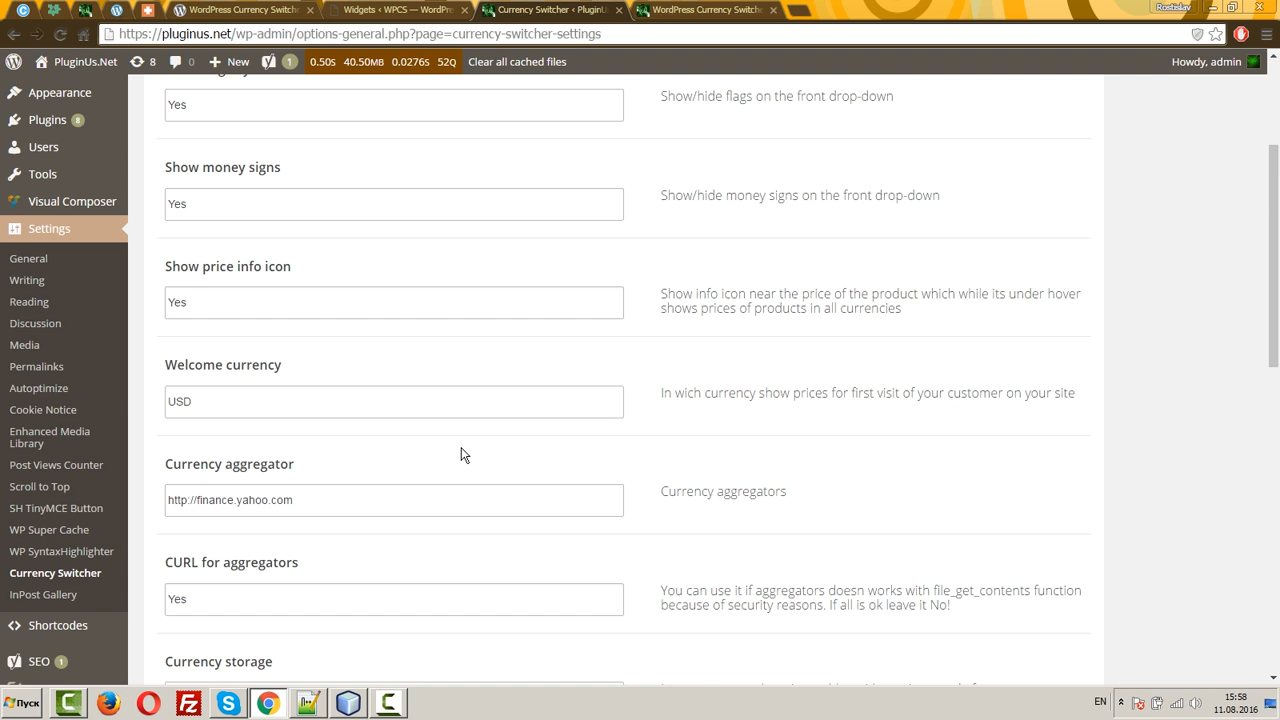 WordPress Currency Switche
Widgets ‹ WPCS — WordPre
Currency Switcher ‹ PluginU
WordPress Currency Switche
Rostislav
https://pluginus.net/wp-admin/options-general.php?page=currency-switcher-settings
PluginUs.Net 8 0 New 1 0.50S 40.50MB 0.0276S 52Q Clear all cached files Howdy, admin
Appearance
Plugins 8
Users
Tools
Visual Composer
Settings
General
Writing
Reading
Discussion
Media
Permalinks
Autoptimize
Cookie Notice
Enhanced Media
Library
Post Views Counter
Scroll to Top
SH TinyMCE Button
WP Super Cache
WP SyntaxHighlighter
Currency Switcher
InPost Gallery
Shortcodes
SEO 1
Yes
Show/hide flags on the front drop-down
Show money signs
Yes
Show/hide money signs on the front drop-down
Show price info icon
Yes
Show info icon near the price of the product which while its under hover
shows prices of products in all currencies
Welcome currency
USD
In wich currency show prices for first visit of your customer on your site
Currency aggregator
http://finance.yahoo.com
Currency aggregators
CURL for aggregators
Yes
You can use it if aggregators doesn works with file_get_contents function
because of security reasons. If all is ok leave it No!
Currency storage
Пуск
EN
15:58
11.08.2016